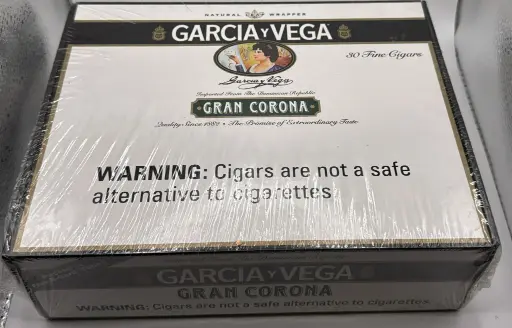 NATURAL WRAPPER
GARCIA Y VEGA
30 Fine Cigars
Garcia y Vega
Imported From The Dominican Republic
GRAN CORONA
Quality Since 1882 • The Promise of Extraordinary Taste
WARNING: Cigars are not a safe
alternative to cigarettes
GARCIA Y VEGA
GRAN CORONA
WARNING: Cigars are not a safe alternative to cigarettes.